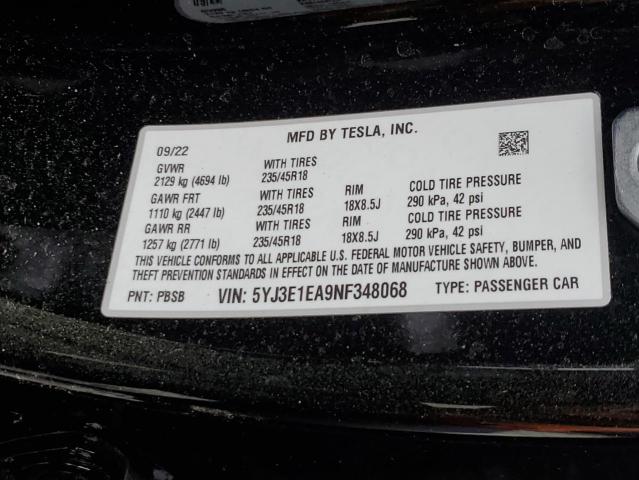 MFD BY TESLA, INC.
09/22
GVWR WITH TIRES
2129 kg (4694 lb) 235/45R18
GAWR FRT WITH TIRES RIM COLD TIRE PRESSURE
1110 kg (2447 lb) 235/45R18 18X8.5J 290 kPa, 42 psi
GAWR RR WITH TIRES RIM COLD TIRE PRESSURE
1257 kg (2771 lb) 235/45R18 18X8.5J 290 kPa, 42 psi
THIS VEHICLE CONFORMS TO ALL APPLICABLE U.S. FEDERAL MOTOR VEHICLE SAFETY, BUMPER, AND
THEFT PREVENTION STANDARDS IN EFFECT ON THE DATE OF MANUFACTURE SHOWN ABOVE.
PNT: PBSB VIN: 5YJ3E1EA9NF348068 TYPE: PASSENGER CAR